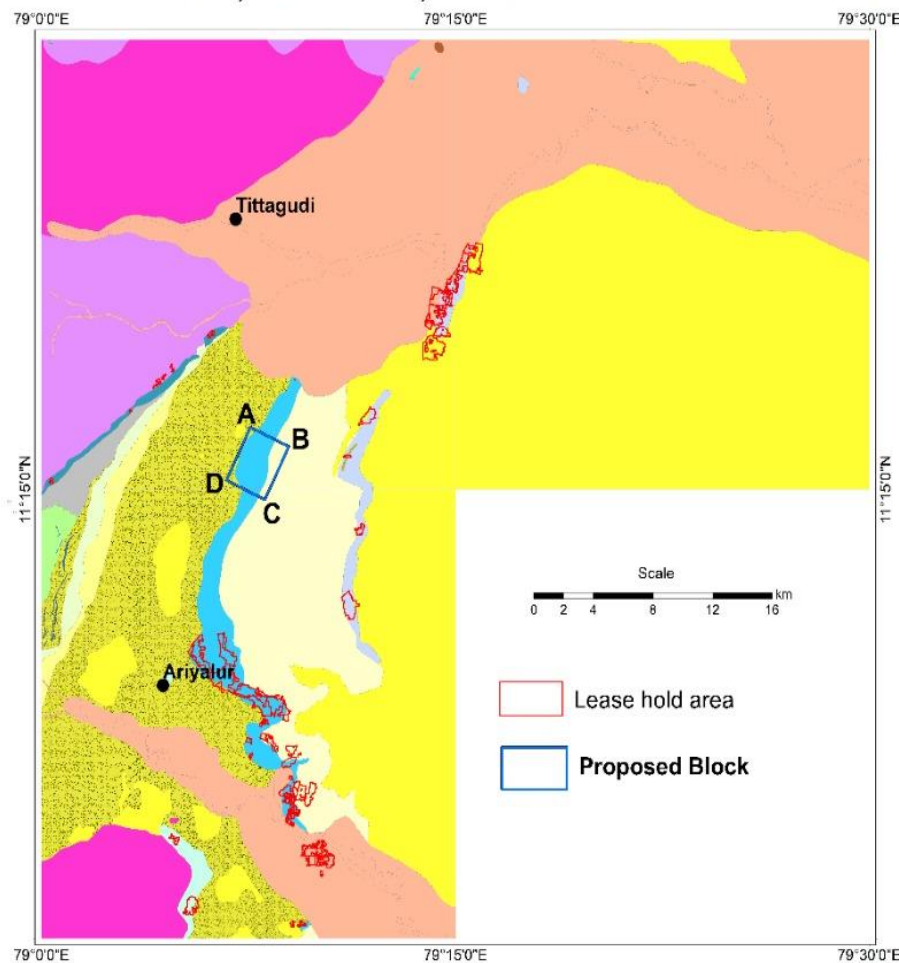 79°0'0"E
79°15'0"E
79°30'0"E
Tittagudi
A
B
D
C
11°15'0"N
11°15'0"N
Scale
0 2 4 8 12 16 km
Lease hold area
Ariyalur
Proposed Block
79°0'0"E
79°15'0"E
79°30'0"E